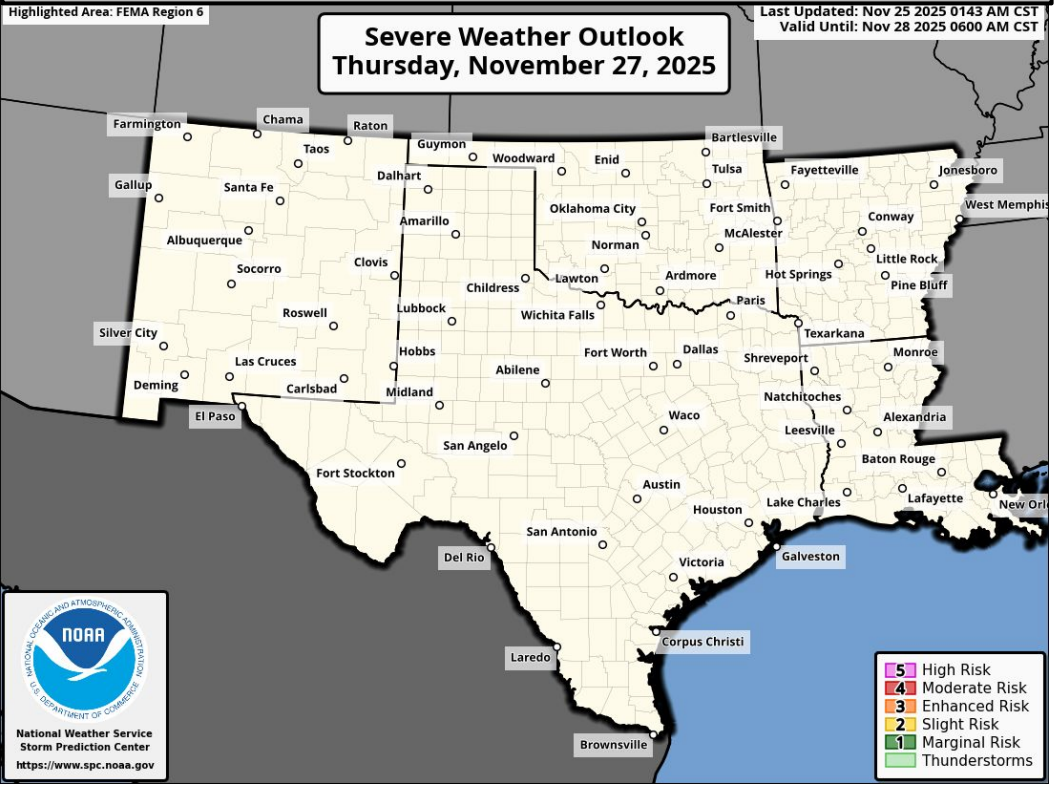 Highlighted Area: FEMA Region 6
Last Updated: Nov 25 2025 0143 AM CST
Valid Until: Nov 28 2025 0600 AM CST
Severe Weather Outlook
Thursday, November 27, 2025
Farmington
Chama
Raton
Taos
Guymon
Woodward
Enid
Bartlesville
Tulsa
Fayetteville
Jonesboro
Gallup
Santa Fe
Dalhart
Oklahoma City
Fort Smith
West Memphis
Albuquerque
Amarillo
Norman
McAlester
Conway
Socorro
Clovis
Childress
Lawton
Ardmore
Hot Springs
Little Rock
Pine Bluff
Roswell
Lubbock
Wichita Falls
Paris
Texarkana
Silver City
Las Cruces
Hobbs
Abilene
Fort Worth
Dallas
Shreveport
Monroe
Deming
Carlsbad
Midland
Natchitoches
El Paso
San Angelo
Waco
Leesville
Alexandria
Fort Stockton
Baton Rouge
Austin
Houston
Lake Charles
Lafayette
New Orl
San Antonio
Del Rio
Galveston
Victoria
Corpus Christi
Laredo
Brownsville
NATIONAL OCEANIC AND ATMOSPHERIC ADMINISTRATION
NOAA
U.S. DEPARTMENT OF COMMERCE
National Weather Service
Storm Prediction Center
https://www.spc.noaa.gov
5 High Risk
4 Moderate Risk
3 Enhanced Risk
2 Slight Risk
1 Marginal Risk
Thunderstorms